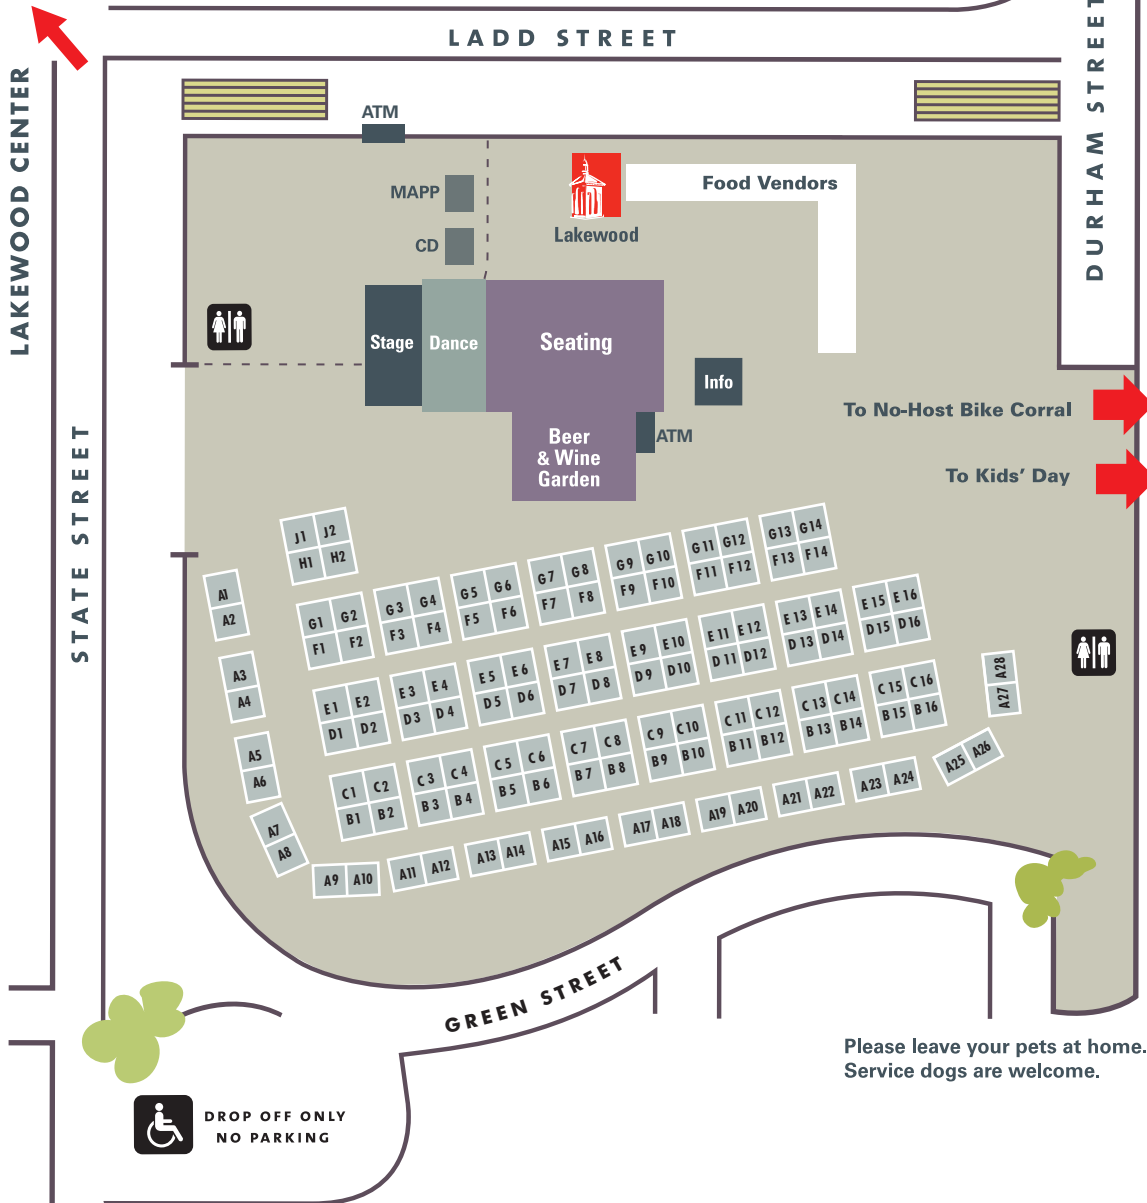 LADD STREET
LAKEWOOD CENTER
DURHAM STREET
STATE STREET
ATM
MAPP
CD
Lakewood
Food Vendors
Stage
Dance
Seating
Info
To No-Host Bike Corral
ATM
Beer
& Wine
Garden
To Kids' Day
J1 J2
H1 H2
G1 G2
F1 F2
G3 G4
F3 F4
G5 G6
F5 F6
G7 G8
F7 F8
G9 G10
F9 F10
G11 G12
F11 F12
G13 G14
F13 F14
E1 E2
D1 D2
E3 E4
D3 D4
E5 E6
D5 D6
E7 E8
D7 D8
E9 E10
D9 D10
E11 E12
D11 D12
E13 E14
D13 D14
E15 E16
D15 D16
C1 C2
B1 B2
C3 C4
B3 B4
C5 C6
B5 B6
C7 C8
B7 B8
C9 C10
B9 B10
C11 C12
B11 B12
C13 C14
B13 B14
C15 C16
B15 B16
A1
A2
A3
A4
A5
A6
A7
A8
A9 A10
A11 A12
A13 A14
A15 A16
A17 A18
A19 A20
A21 A22
A23 A24
A25 A26
A27 A28
GREEN STREET
Please leave your pets at home.
Service dogs are welcome.
DROP OFF ONLY
NO PARKING